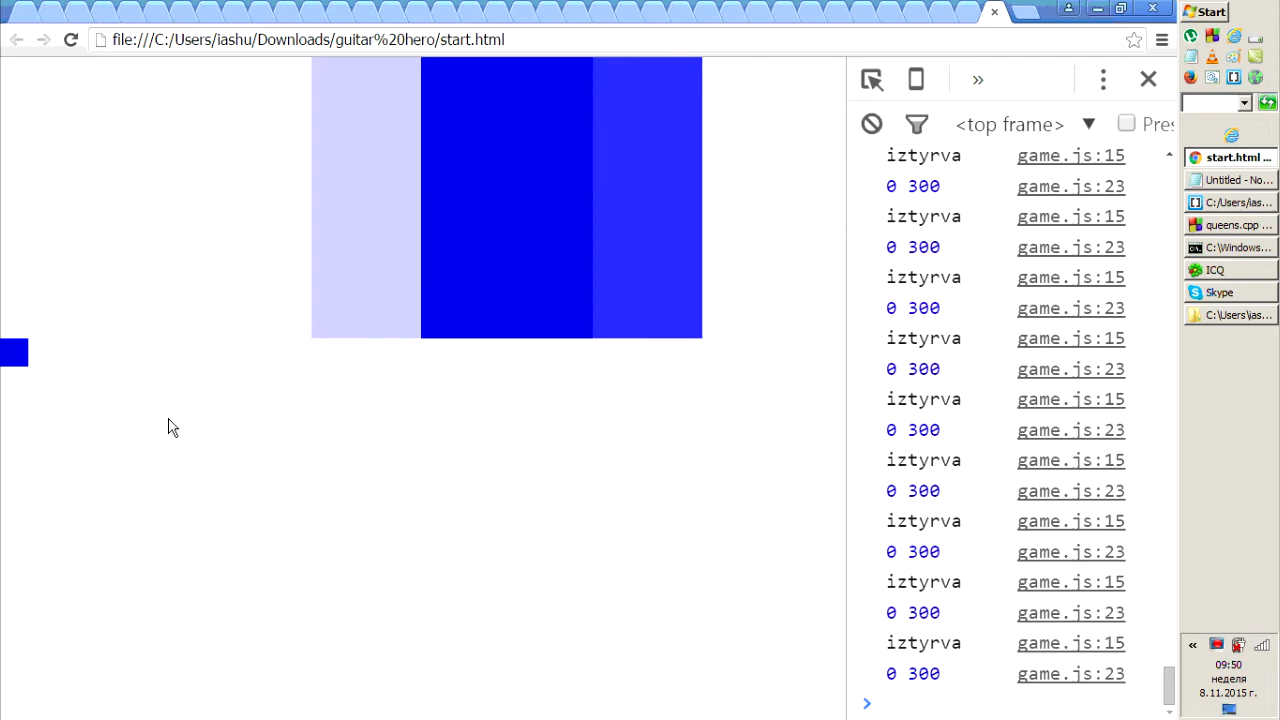 file:///C:/Users/iashu/Downloads/guitar%20hero/start.html
»
<top frame> ▼ Pres
iztyrva game.js:15
0 300 game.js:23
iztyrva game.js:15
0 300 game.js:23
iztyrva game.js:15
0 300 game.js:23
iztyrva game.js:15
0 300 game.js:23
iztyrva game.js:15
0 300 game.js:23
iztyrva game.js:15
0 300 game.js:23
iztyrva game.js:15
0 300 game.js:23
iztyrva game.js:15
0 300 game.js:23
iztyrva game.js:15
0 300 game.js:23
>
Start
start.html ...
Untitled - No...
C:/Users/ias...
queens.cpp ...
C:\Windows...
ICQ
Skype
C:\Users\ias...
«
09:50
неделя
8.11.2015 г.